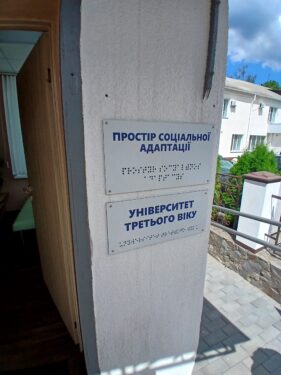 ПРОСТІР СОЦІАЛЬНОЇ
АДАПТАЦІЇ
УНІВЕРСИТЕТ
ТРЕТЬОГО ВІКУ